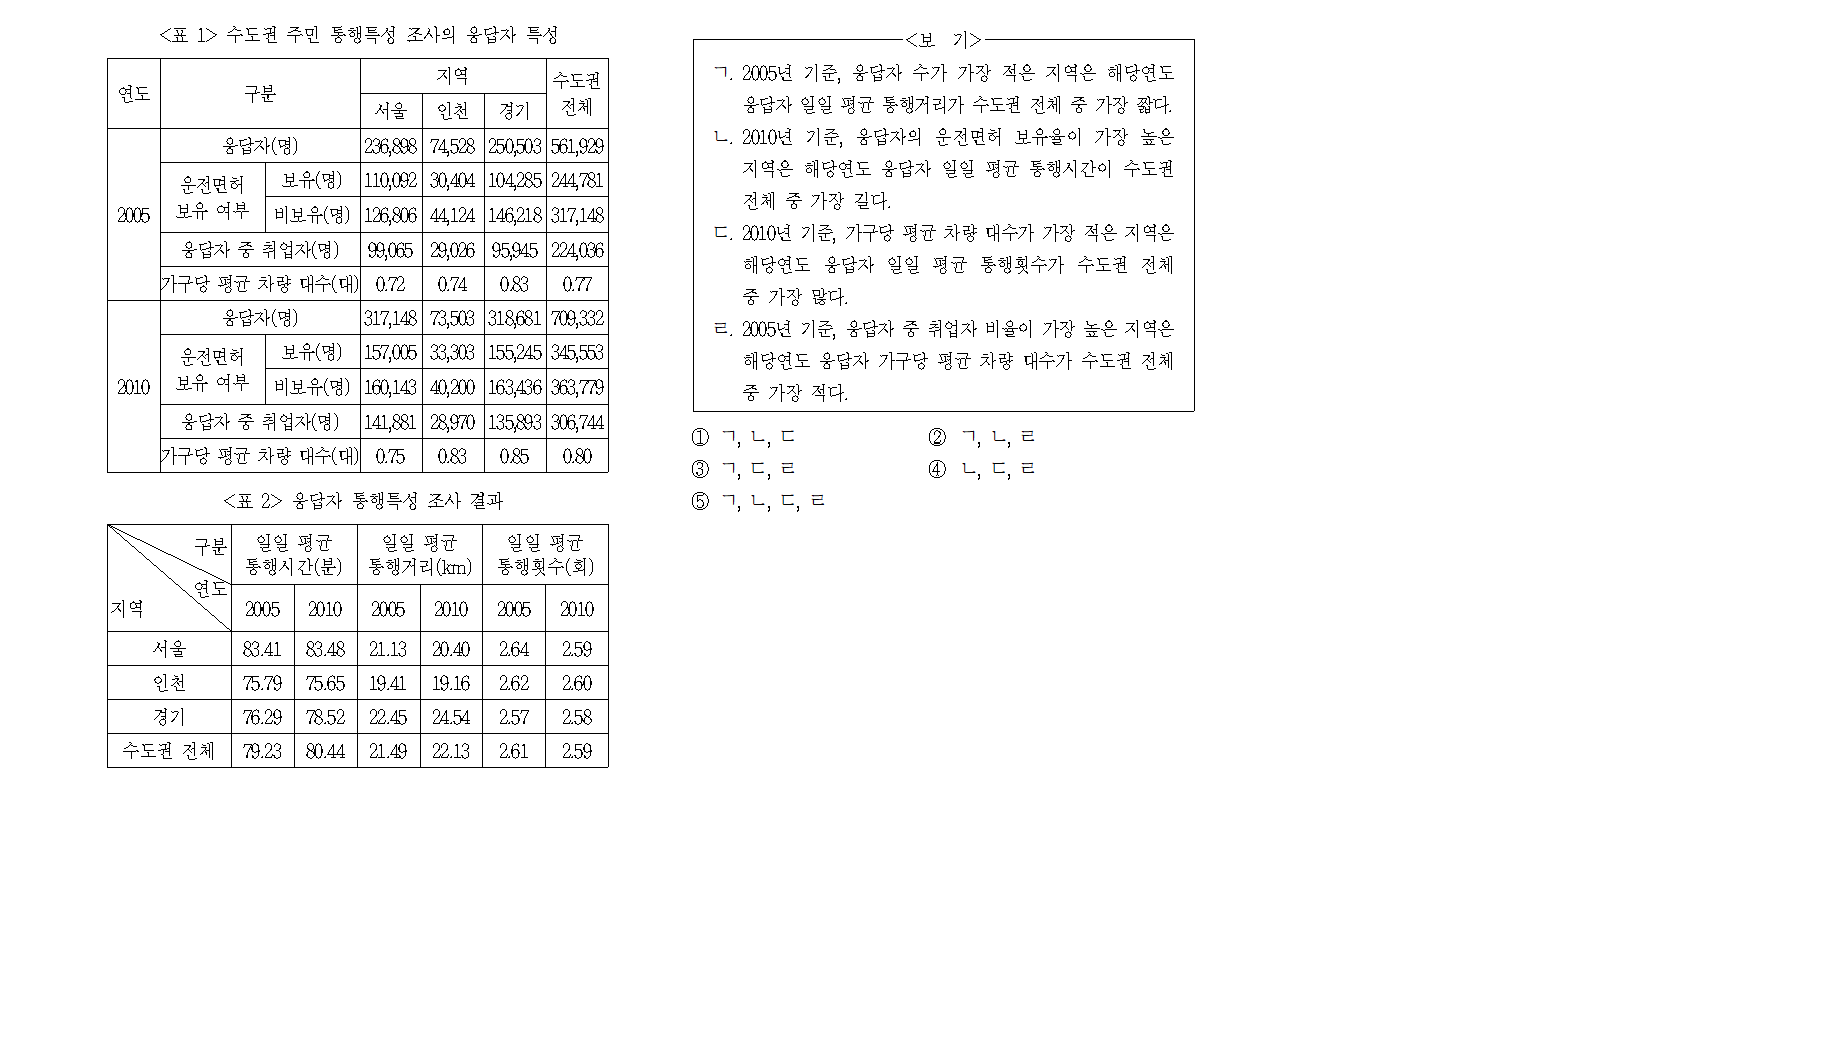 <표 1> 수도권 주민 통행특성 조사의 응답자 특성
연도 구분 지역 수도권 전체
서울 인천 경기
2005 응답자(명) 236,898 74,528 250,503 561,929
운전면허 보유 여부 보유(명) 110,092 30,404 104,285 244,781
비보유(명) 126,806 44,124 146,218 317,148
응답자 중 취업자(명) 99,065 29,026 95,945 224,036
가구당 평균 차량 대수(대) 0.72 0.74 0.83 0.77
2010 응답자(명) 317,148 73,503 318,681 709,332
운전면허 보유 여부 보유(명) 157,005 33,303 155,245 345,553
비보유(명) 160,143 40,200 163,436 363,779
응답자 중 취업자(명) 141,881 28,970 135,893 306,744
가구당 평균 차량 대수(대) 0.75 0.83 0.85 0.80
<표 2> 응답자 통행특성 조사 결과
구분 일일 평균 통행시간(분) 일일 평균 통행거리(km) 일일 평균 통행횟수(회)
연도
지역 2005 2010 2005 2010 2005 2010
서울 83.41 83.48 21.13 20.40 2.64 2.59
인천 75.79 75.65 19.41 19.16 2.62 2.60
경기 76.29 78.52 22.45 24.54 2.57 2.58
수도권 전체 79.23 80.44 21.49 22.13 2.61 2.59
<보 기>
ㄱ. 2005년 기준, 응답자 수가 가장 적은 지역은 해당연도
응답자 일일 평균 통행거리가 수도권 전체 중 가장 짧다.
ㄴ. 2010년 기준, 응답자의 운전면허 보유율이 가장 높은
지역은 해당연도 응답자 일일 평균 통행시간이 수도권
전체 중 가장 길다.
ㄷ. 2010년 기준, 가구당 평균 차량 대수가 가장 적은 지역은
해당연도 응답자 일일 평균 통행횟수가 수도권 전체
중 가장 많다.
ㄹ. 2005년 기준, 응답자 중 취업자 비율이 가장 높은 지역은
해당연도 응답자 가구당 평균 차량 대수가 수도권 전체
중 가장 적다.
① ㄱ, ㄴ, ㄷ ② ㄱ, ㄴ, ㄹ
③ ㄱ, ㄷ, ㄹ ④ ㄴ, ㄷ, ㄹ
⑤ ㄱ, ㄴ, ㄷ, ㄹ